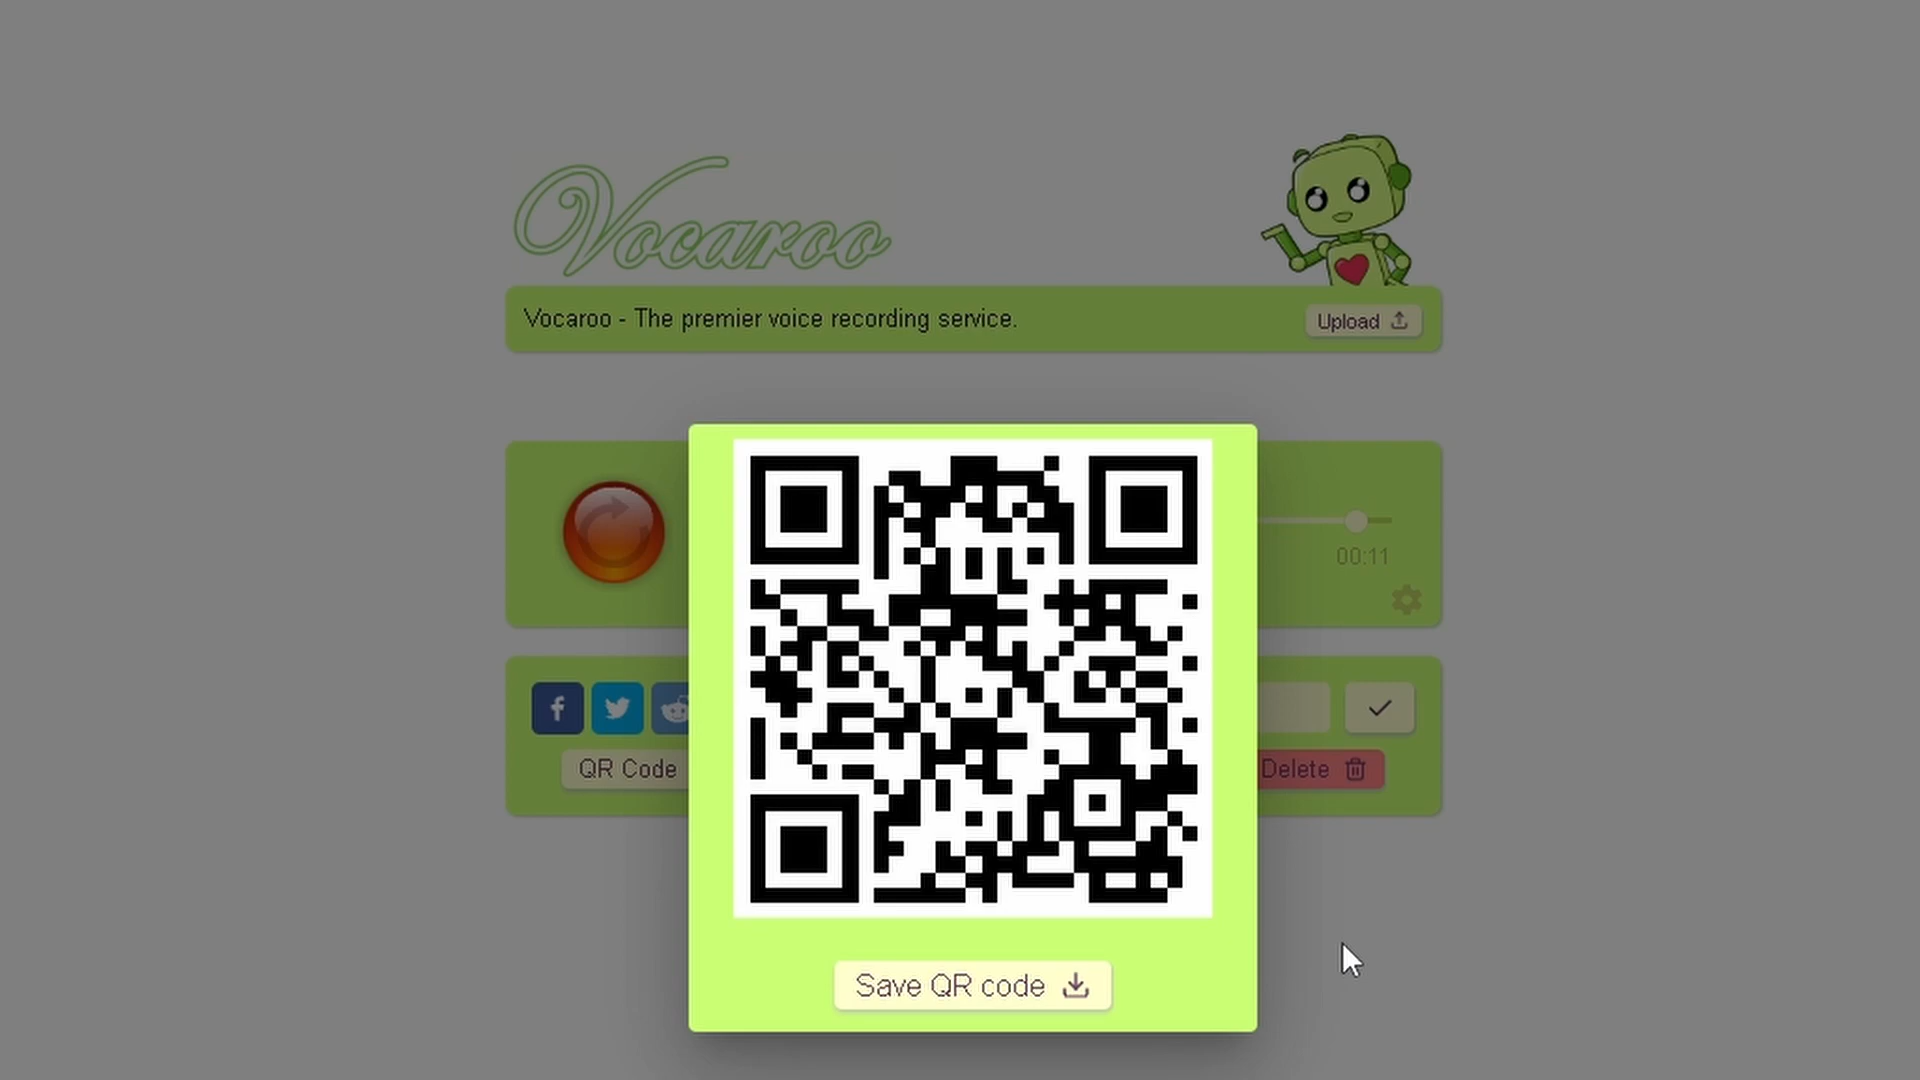 Vocaroo
Vocaroo - The premier voice recording service.
Upload
00:11
QR Code
Delete
Save QR code